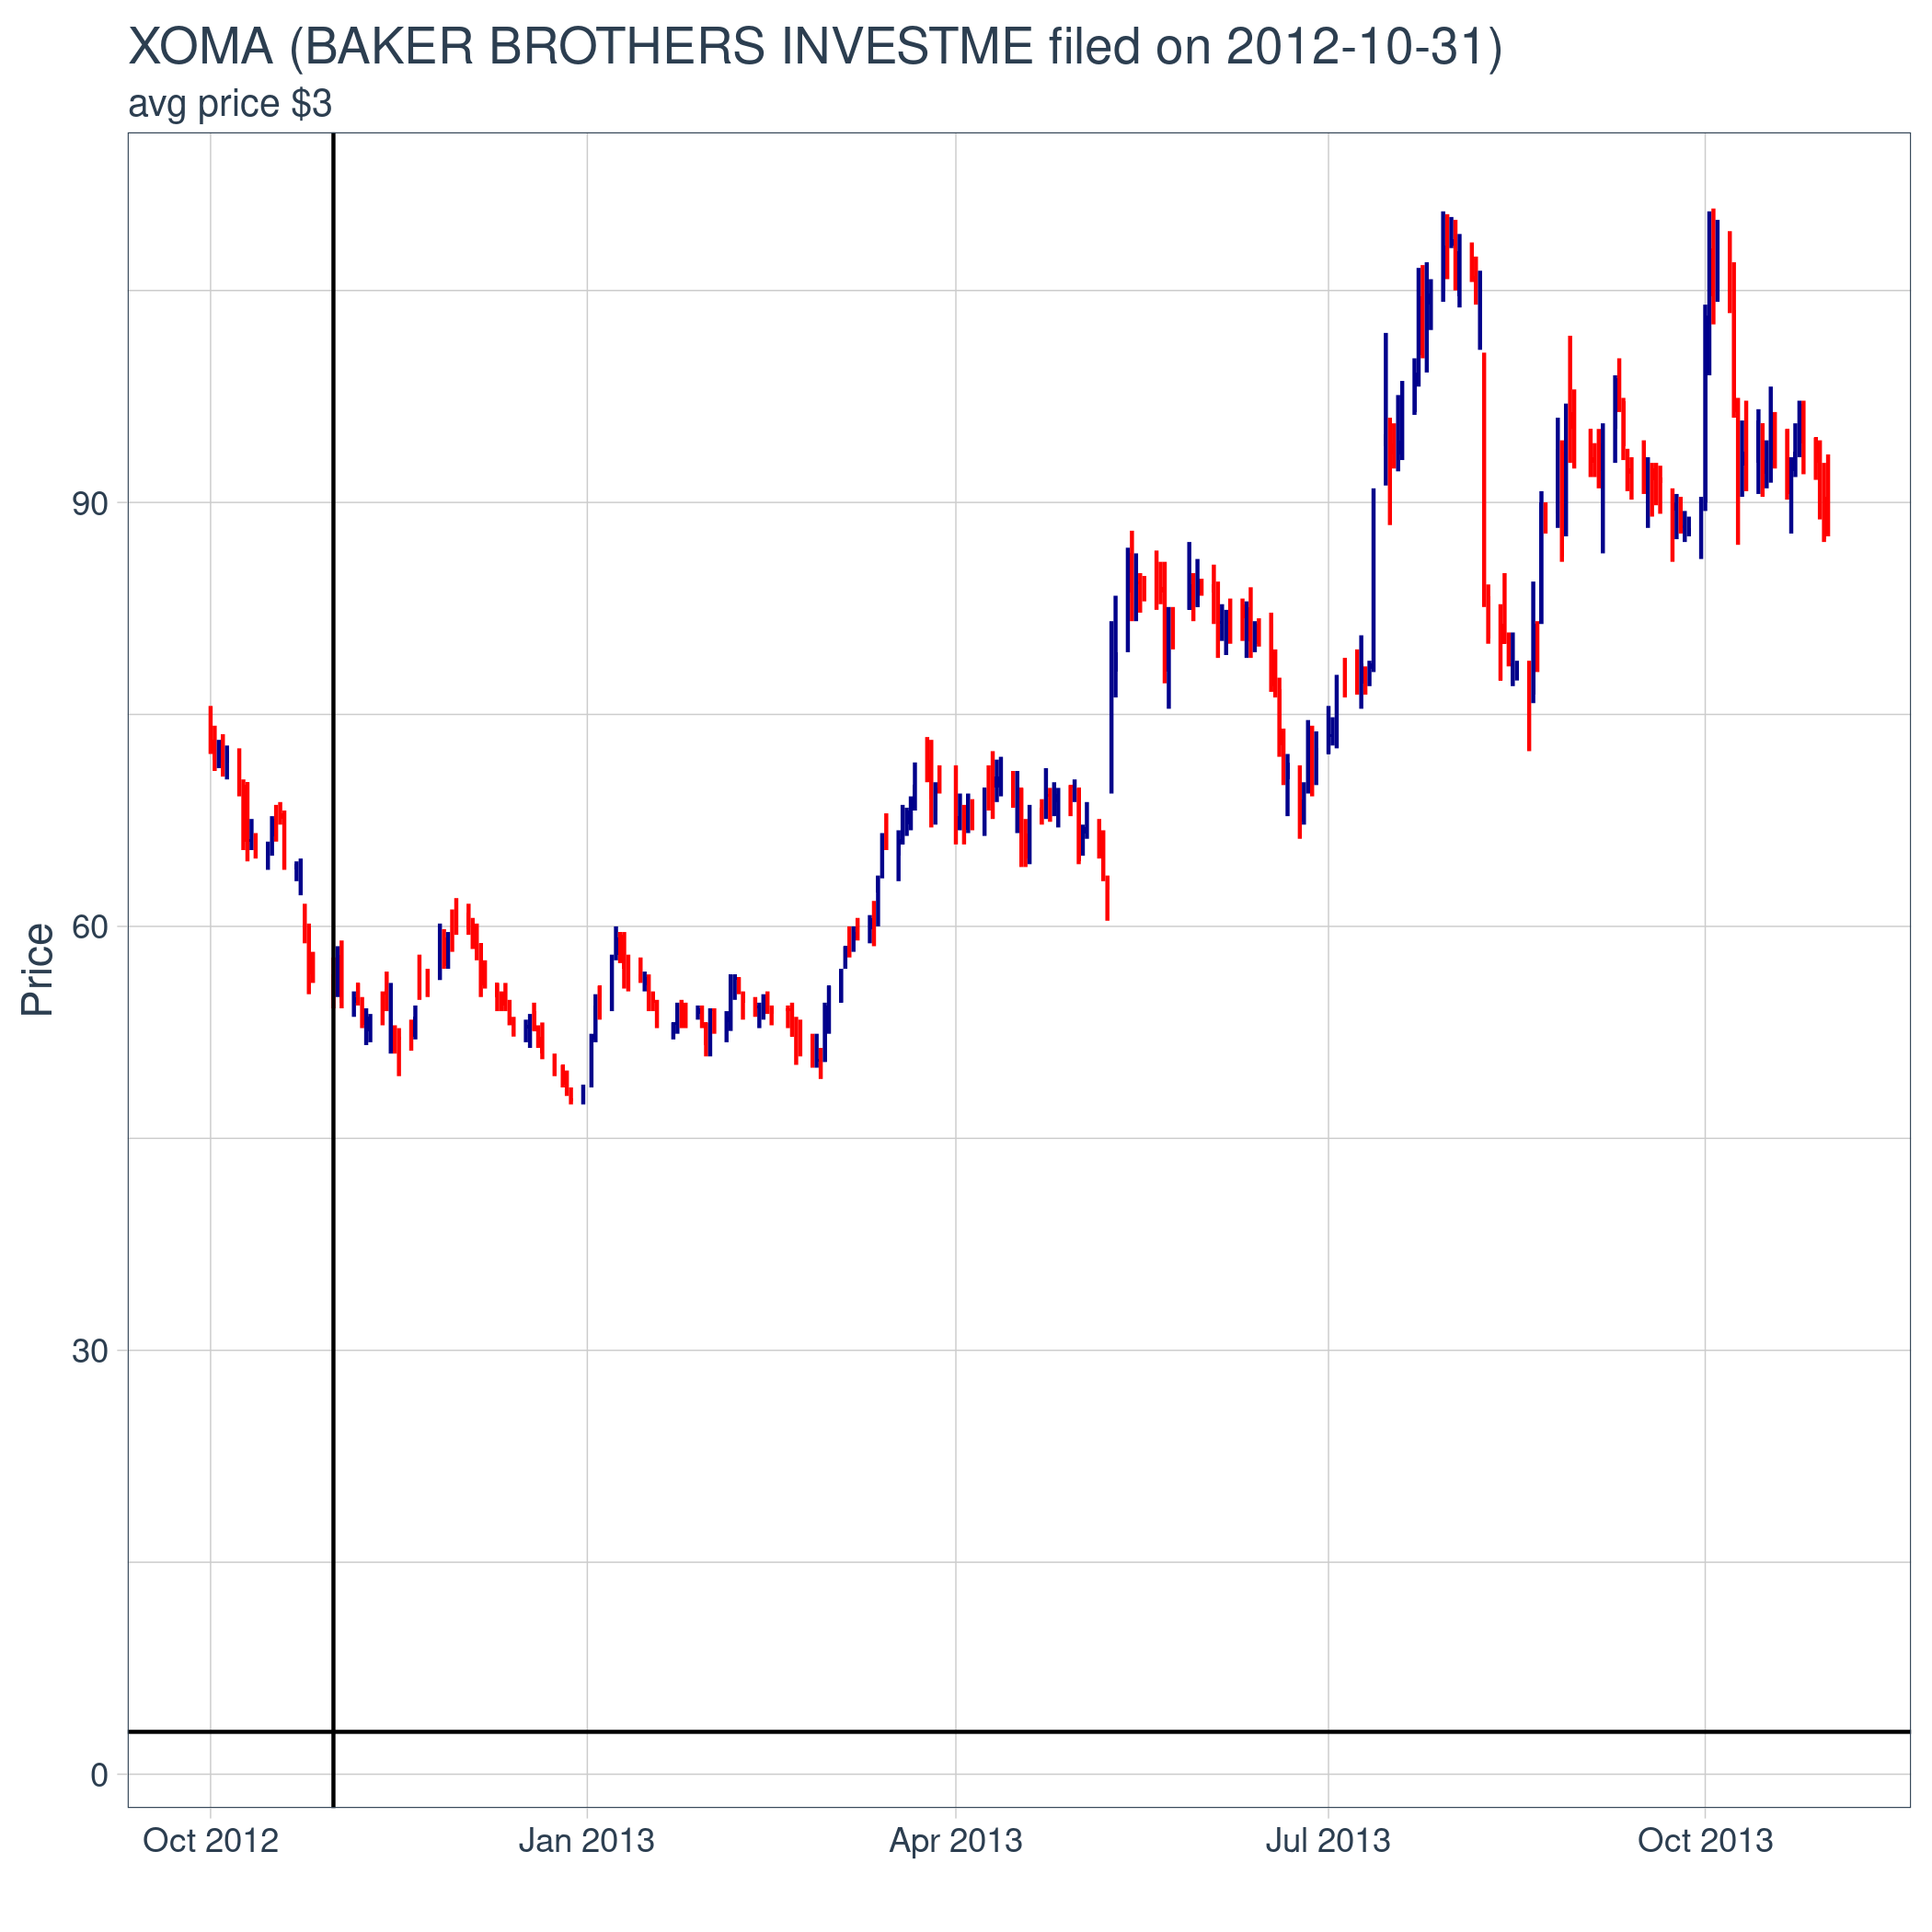 XOMA (BAKER BROTHERS INVESTME filed on 2012-10-31)
avg price $3
Price
90
60
30
0
Oct 2012 Jan 2013 Apr 2013 Jul 2013 Oct 2013